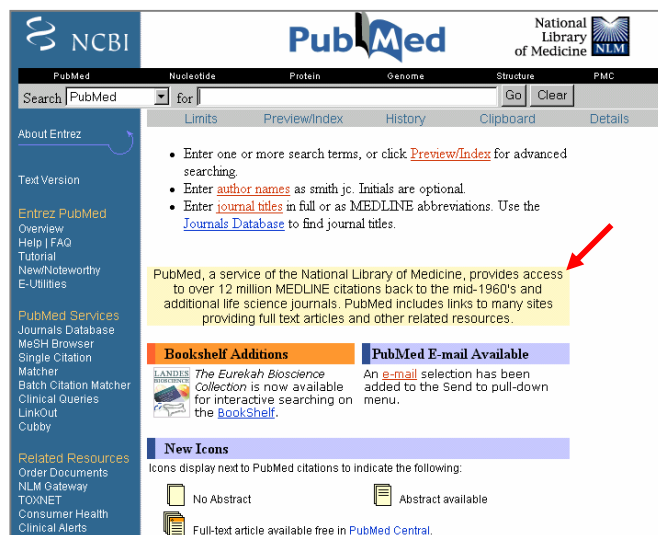 NCBI
PubMed
National
Library
of Medicine NLM
PubMed Nucleotide Protein Genome Structure PMC
Search PubMed for Go Clear
Limits Preview/Index History Clipboard Details
About Entrez
Text Version
Entrez PubMed
Overview
Help | FAQ
Tutorial
New/Noteworthy
E-Utilities
PubMed Services
Journals Database
MeSH Browser
Single Citation
Matcher
Batch Citation Matcher
Clinical Queries
LinkOut
Cubby
Related Resources
Order Documents
NLM Gateway
TOXNET
Consumer Health
Clinical Alerts
• Enter one or more search terms, or click Preview/Index for advanced
searching.
• Enter author names as smith jc. Initials are optional.
• Enter journal titles in full or as MEDLINE abbreviations. Use the
Journals Database to find journal titles.
PubMed, a service of the National Library of Medicine, provides access
to over 12 million MEDLINE citations back to the mid-1960's and
additional life science journals. PubMed includes links to many sites
providing full text articles and other related resources.
Bookshelf Additions
LANDES
BIOSCIENCE
The Eurekah Bioscience
Collection is now available
for interactive searching on
the BookShelf.
PubMed E-mail Available
An e-mail selection has been
added to the Send to pull-down
menu.
New Icons
Icons display next to PubMed citations to indicate the following:
No Abstract
Abstract available
Full-text article available free in PubMed Central.